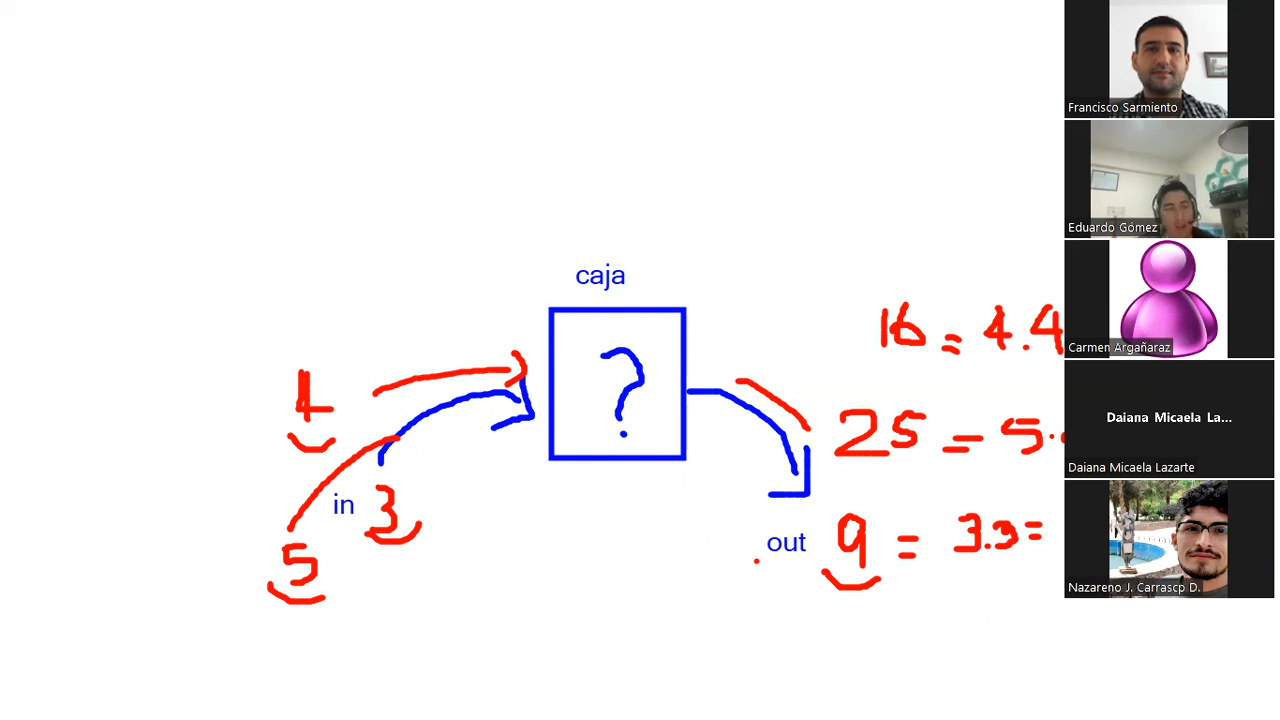 caja
?
4
in 3
5
16 = 4.4
25 = 5.
out 9 = 3.3=
Francisco Sarmiento
Eduardo Gómez
Carmen Argañaraz
Daiana Micaela La...
Daiana Micaela Lazarte
Nazareno J. Carrascp D.